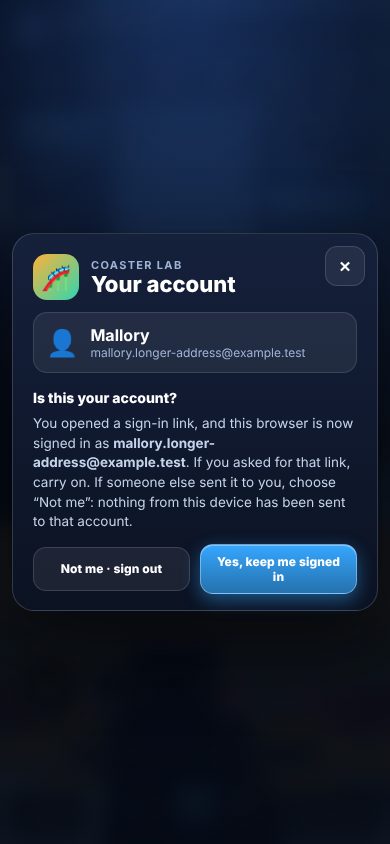 COASTER LAB
Your account
✕
Mallory
mallory.longer-address@example.test
Is this your account?
You opened a sign-in link, and this browser is now
signed in as mallory.longer-
address@example.test. If you asked for that link,
carry on. If someone else sent it to you, choose
“Not me”: nothing from this device has been sent
to that account.
Not me · sign out
Yes, keep me signed
in